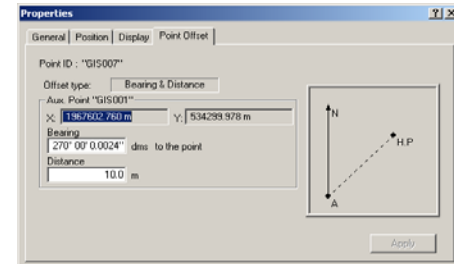 Properties
General Position Display Point Offset
Point ID : "GIS007"
Offset type: Bearing & Distance
Aux. Point "GIS001"
X: 1967602.760 m Y: 534299.978 m
Bearing
270° 00' 0.0024" dms to the point
Distance
10.0 m
N
H.P
A
Apply